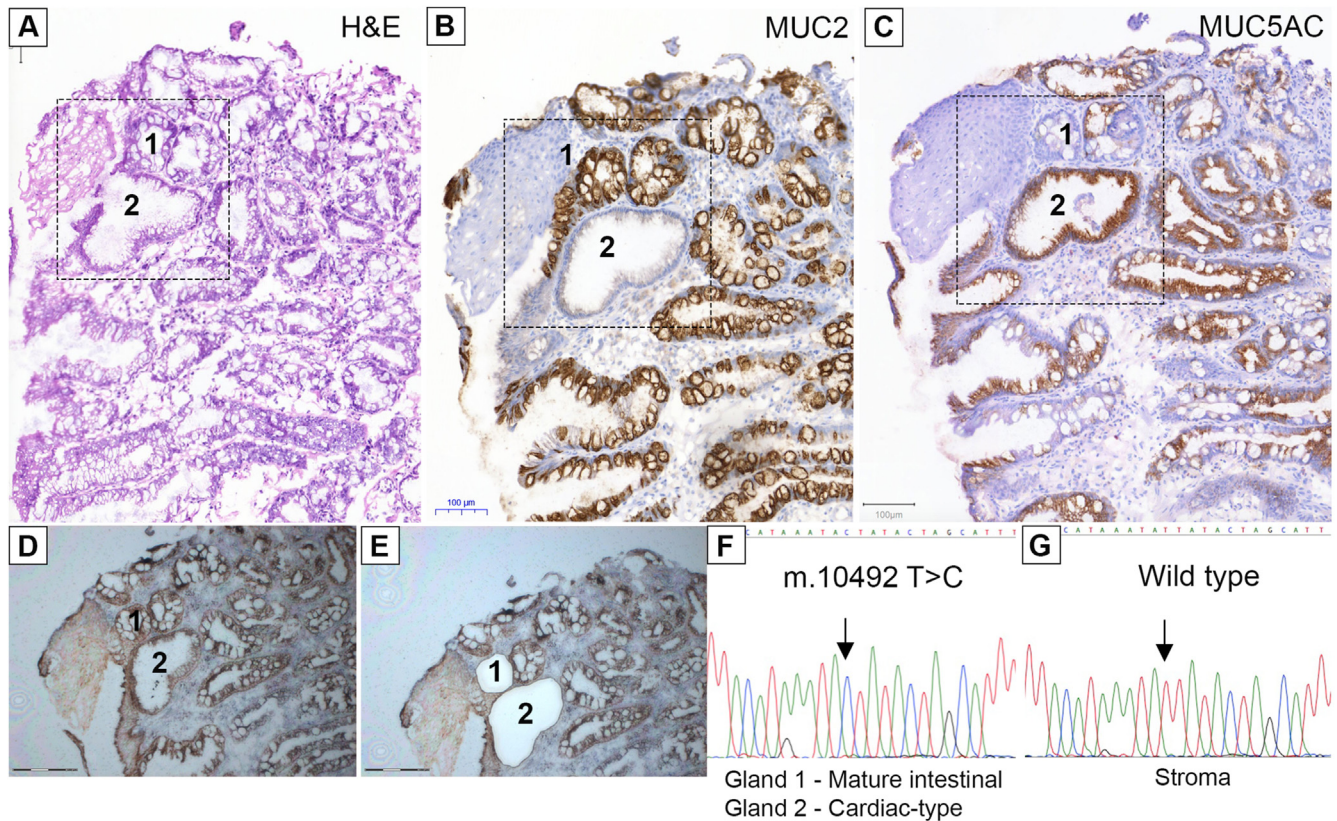 A
H&E
B
MUC2
C
MUC5AC
1
2
1
2
1
2
100 µm
100µm
D
1
2
E
1
2
F
C A T A A A T A C T A T A C T A G C A T T T
m.10492 T>C
Gland 1 - Mature intestinal
Gland 2 - Cardiac-type
G
C A T A A A T A T T A T A C T A G C A T T
Wild type
Stroma